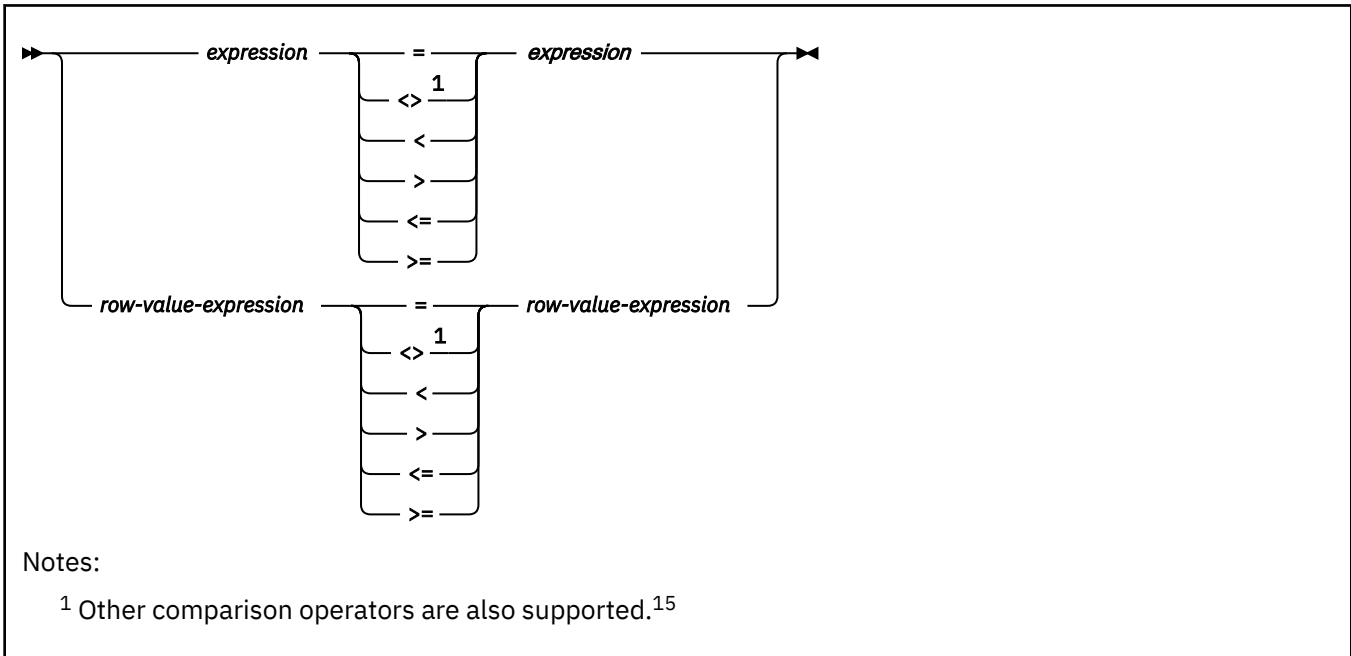 expression = expression
<> 1
<
>
<=
>=
row-value-expression = row-value-expression
<> 1
<
>
<=
>=
Notes:
1 Other comparison operators are also supported.15